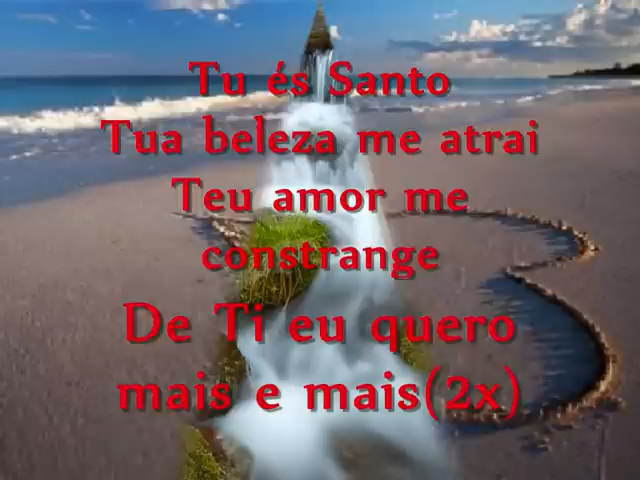 Tu és Santo
Tua beleza me atrai
Teu amor me
constrange
De Ti eu quero
mais e mais(2x)